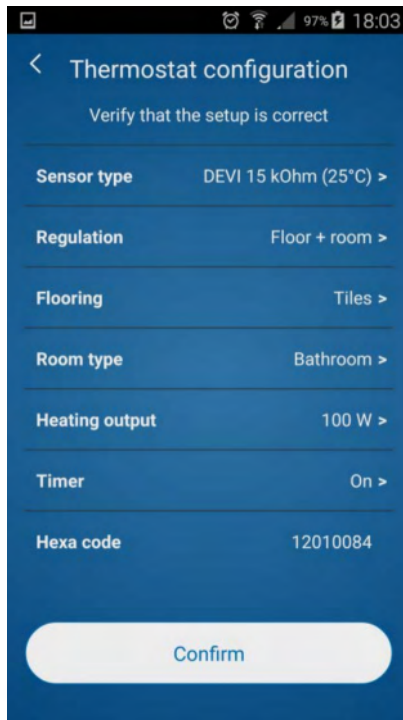 97% 18:03
< Thermostat configuration
Verify that the setup is correct
Sensor type DEVI 15 kOhm (25°C) >
Regulation Floor + room >
Flooring Tiles >
Room type Bathroom >
Heating output 100 W >
Timer On >
Hexa code 12010084
Confirm